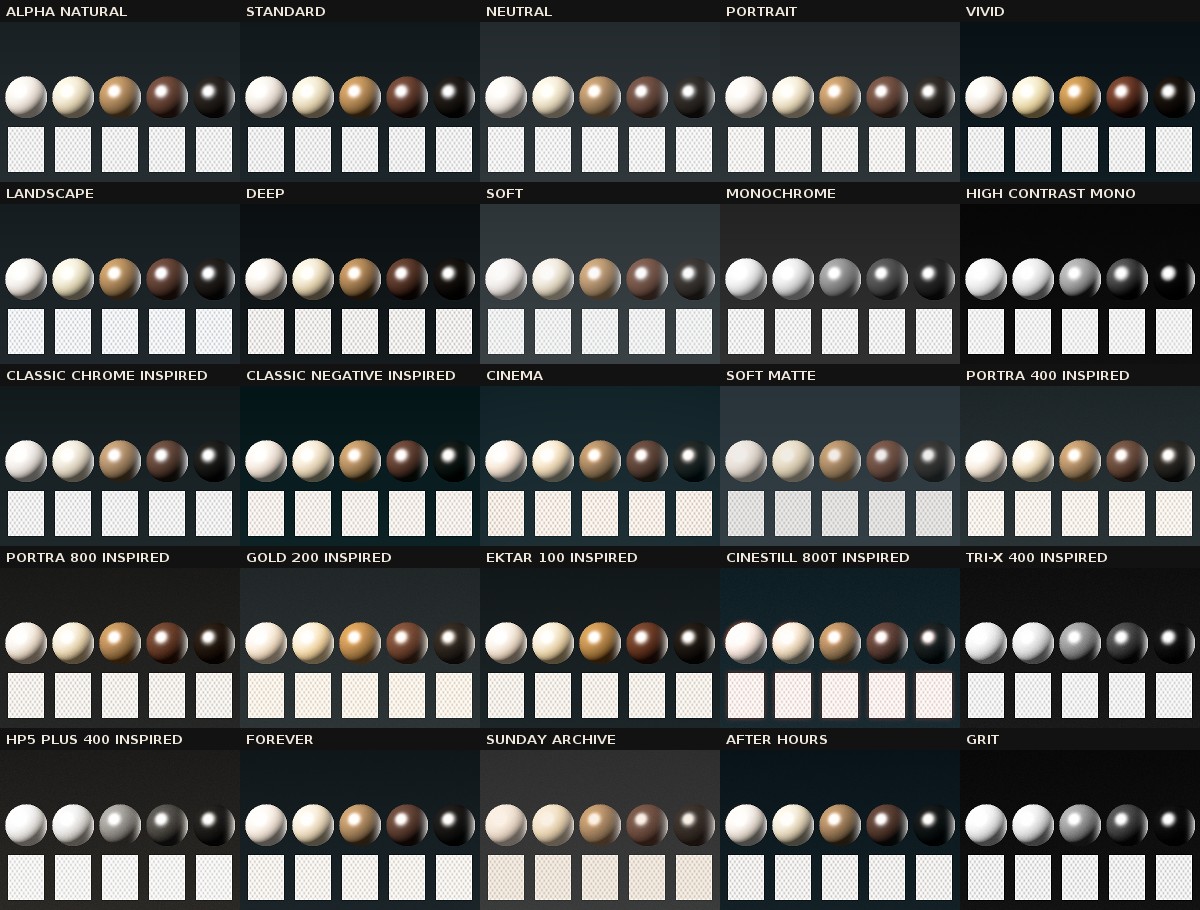 ALPHA NATURAL
STANDARD
NEUTRAL
PORTRAIT
VIVID
LANDSCAPE
DEEP
SOFT
MONOCHROME
HIGH CONTRAST MONO
CLASSIC CHROME INSPIRED
CLASSIC NEGATIVE INSPIRED
CINEMA
SOFT MATTE
PORTRA 400 INSPIRED
PORTRA 800 INSPIRED
GOLD 200 INSPIRED
EKTAR 100 INSPIRED
CINESTILL 800T INSPIRED
TRI-X 400 INSPIRED
HP5 PLUS 400 INSPIRED
FOREVER
SUNDAY ARCHIVE
AFTER HOURS
GRIT